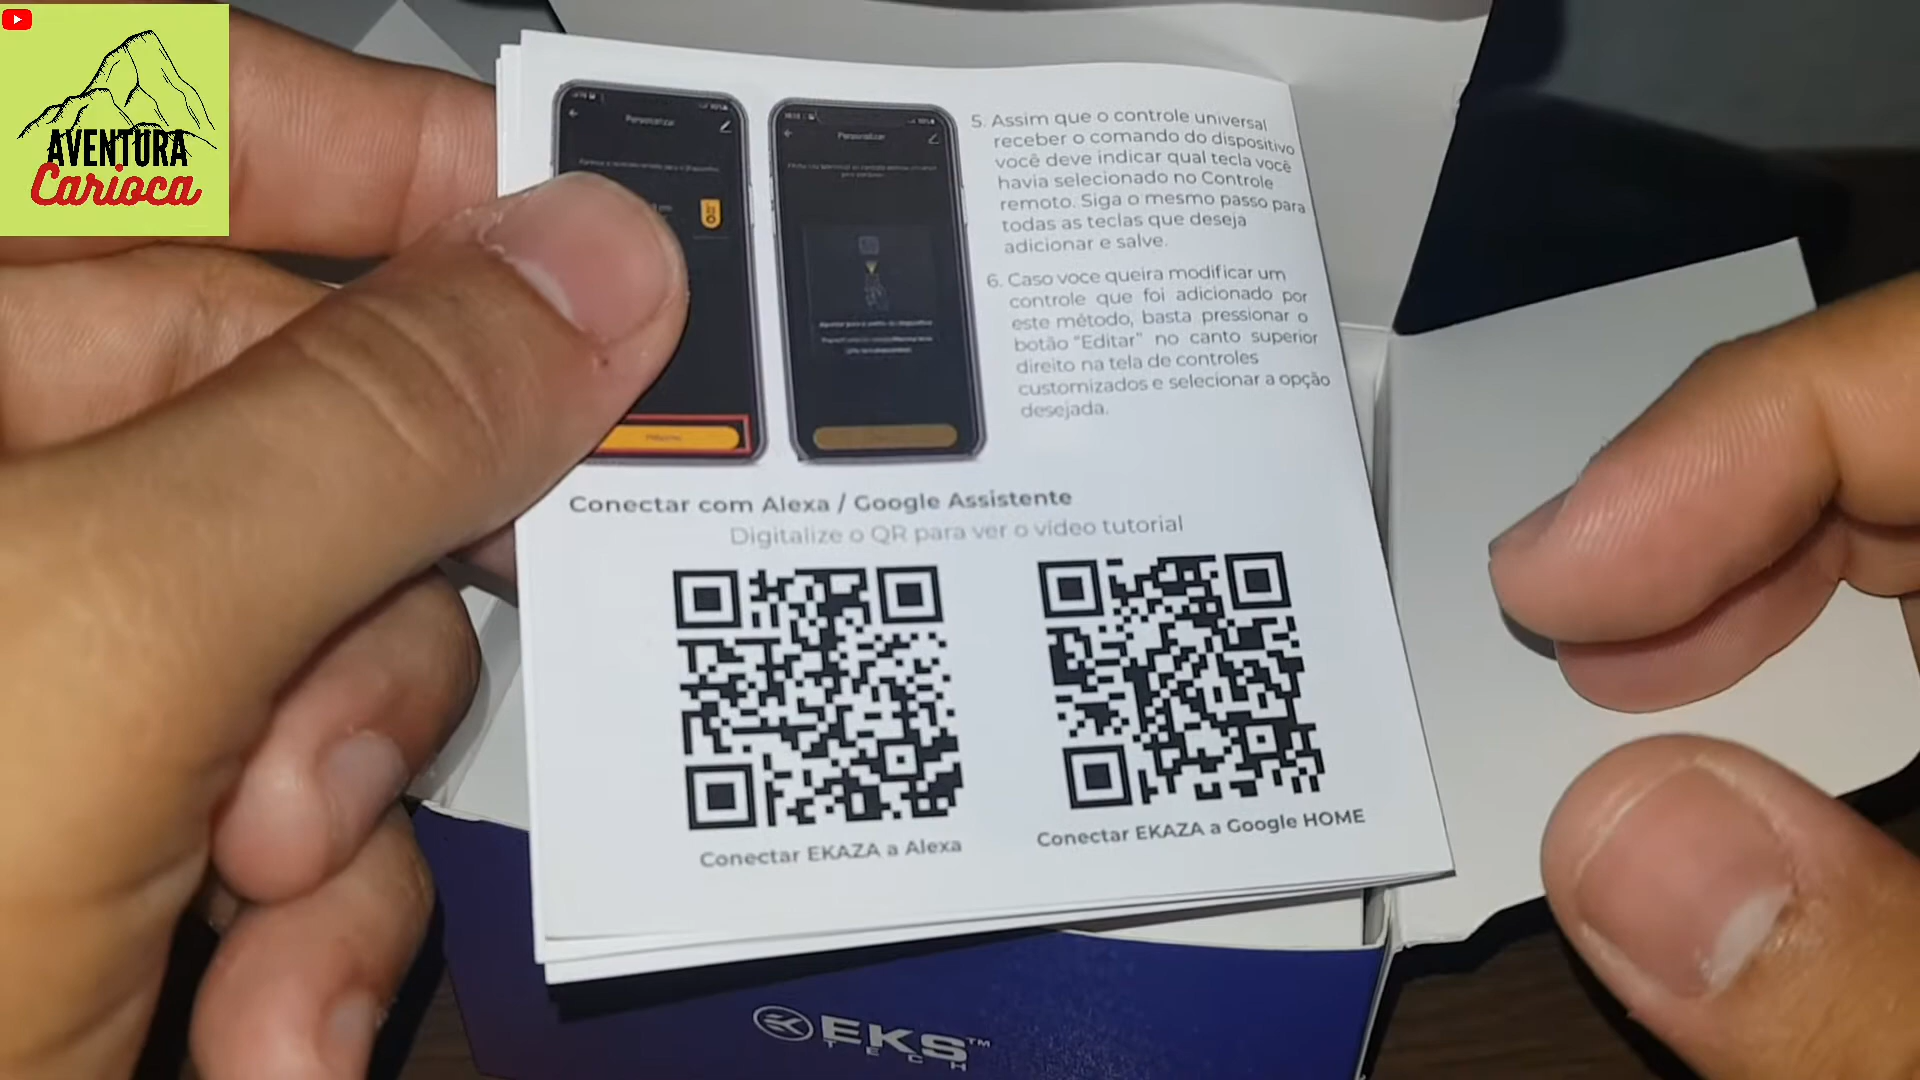 AVENTURA
Carioca
Personalizar
Personalizar
5. Assim que o controle universal
receber o comando do dispositivo
você deve indicar qual tecla você
havia selecionado no Controle
remoto. Siga o mesmo passo para
todas as teclas que deseja
adicionar e salve.
6. Caso voce queira modificar um
controle que foi adicionado por
este método, basta pressionar o
botão "Editar" no canto superior
direito na tela de controles
customizados e selecionar a opção
desejada.
Conectar com Alexa / Google Assistente
Digitalize o QR para ver o vídeo tutorial
Conectar EKAZA a Alexa
Conectar EKAZA a Google HOME
EKS™
TECH